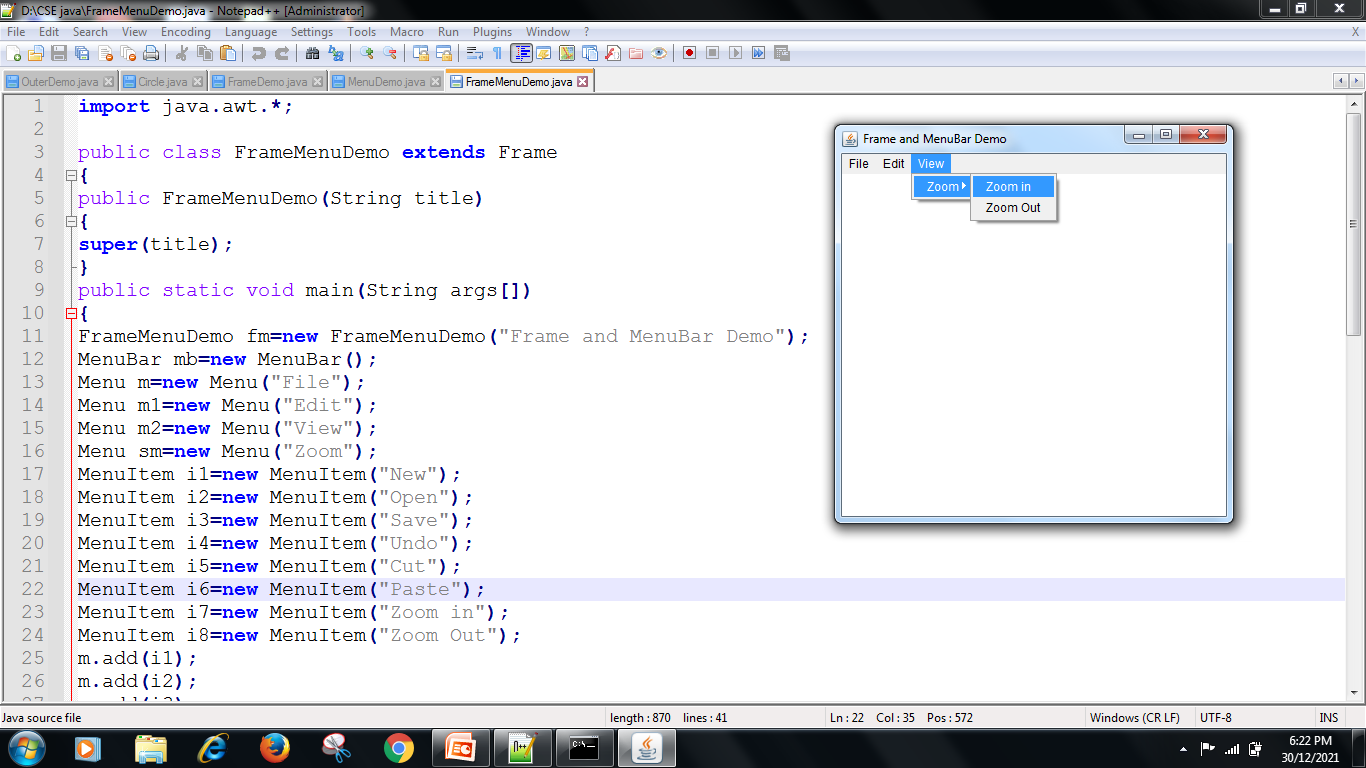 D:\CSE java\FrameMenuDemo.java - Notepad++ [Administrator]
File Edit Search View Encoding Language Settings Tools Macro Run Plugins Window ? X
OuterDemo.java Circle.java FrameDemo.java MenuDemo.java FrameMenuDemo.java
1 import java.awt.*;
2
3 public class FrameMenuDemo extends Frame
4 {
5 public FrameMenuDemo(String title)
6 {
7 super(title);
8 }
9 public static void main(String args[])
10 {
11 FrameMenuDemo fm=new FrameMenuDemo("Frame and MenuBar Demo");
12 MenuBar mb=new MenuBar();
13 Menu m=new Menu("File");
14 Menu m1=new Menu("Edit");
15 Menu m2=new Menu("View");
16 Menu sm=new Menu("Zoom");
17 MenuItem i1=new MenuItem("New");
18 MenuItem i2=new MenuItem("Open");
19 MenuItem i3=new MenuItem("Save");
20 MenuItem i4=new MenuItem("Undo");
21 MenuItem i5=new MenuItem("Cut");
22 MenuItem i6=new MenuItem("Paste");
23 MenuItem i7=new MenuItem("Zoom in");
24 MenuItem i8=new MenuItem("Zoom Out");
25 m.add(i1);
26 m.add(i2);
Frame and MenuBar Demo
File Edit View
Zoom Zoom in
Zoom Out
Java source file length : 870 lines : 41 Ln : 22 Col : 35 Pos : 572 Windows (CR LF) UTF-8 INS
6:22 PM
30/12/2021